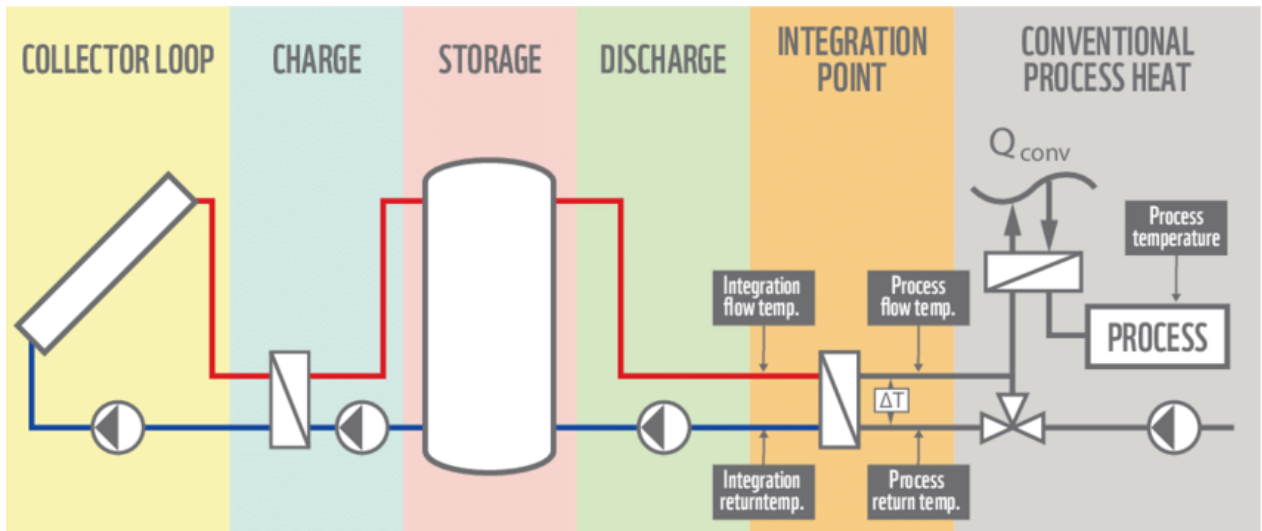 COLLECTOR LOOP
CHARGE
STORAGE
DISCHARGE
INTEGRATION
POINT
CONVENTIONAL
PROCESS HEAT
Qconv
Process
temperature
Integration
flow temp.
Process
flow temp.
PROCESS
ΔT
Integration
returntemp.
Process
return temp.